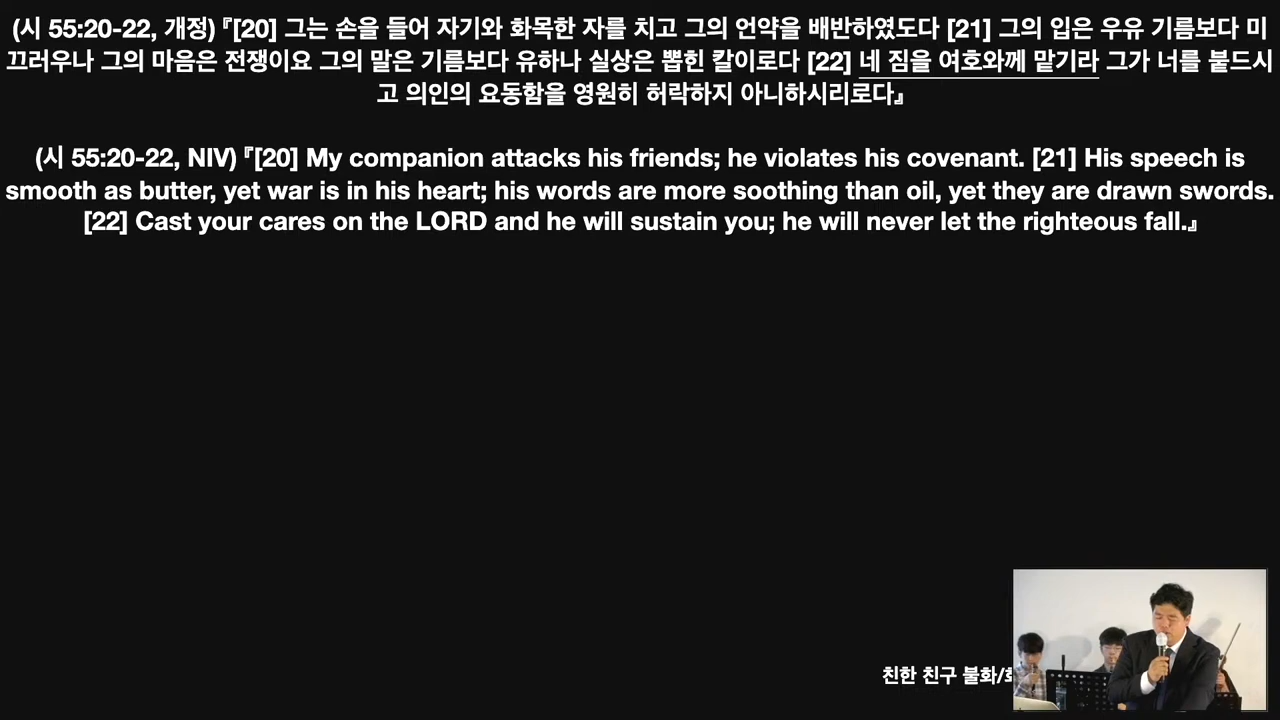 (시 55:20-22, 개정) 『[20] 그는 손을 들어 자기와 화목한 자를 치고 그의 언약을 배반하였도다 [21] 그의 입은 우유 기름보다 미
끄러우나 그의 마음은 전쟁이요 그의 말은 기름보다 유하나 실상은 뽑힌 칼이로다 [22] 네 짐을 여호와께 맡기라 그가 너를 붙드시
고 의인의 요동함을 영원히 허락하지 아니하시리로다』
(시 55:20-22, NIV) 『[20] My companion attacks his friends; he violates his covenant. [21] His speech is
smooth as butter, yet war is in his heart; his words are more soothing than oil, yet they are drawn swords.
[22] Cast your cares on the LORD and he will sustain you; he will never let the righteous fall.』
친한 친구 불화/